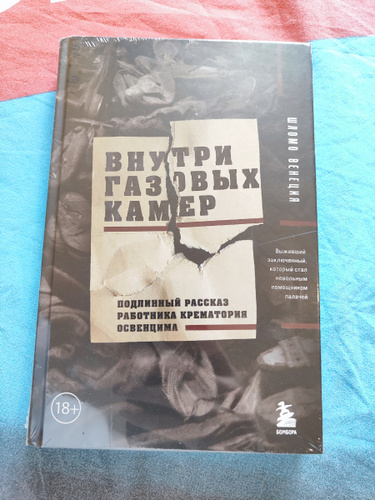 ШЛОМО ВЕНЕЦИЯ
ВНУТРИ
ГАЗОВЫХ
КАМЕР
Выживший
заключенный,
который стал
невольным
помощником
палачей
ПОДЛИННЫЙ РАССКАЗ
РАБОТНИКА КРЕМАТОРИЯ
ОСВЕНЦИМА
18+
БОМБОРА